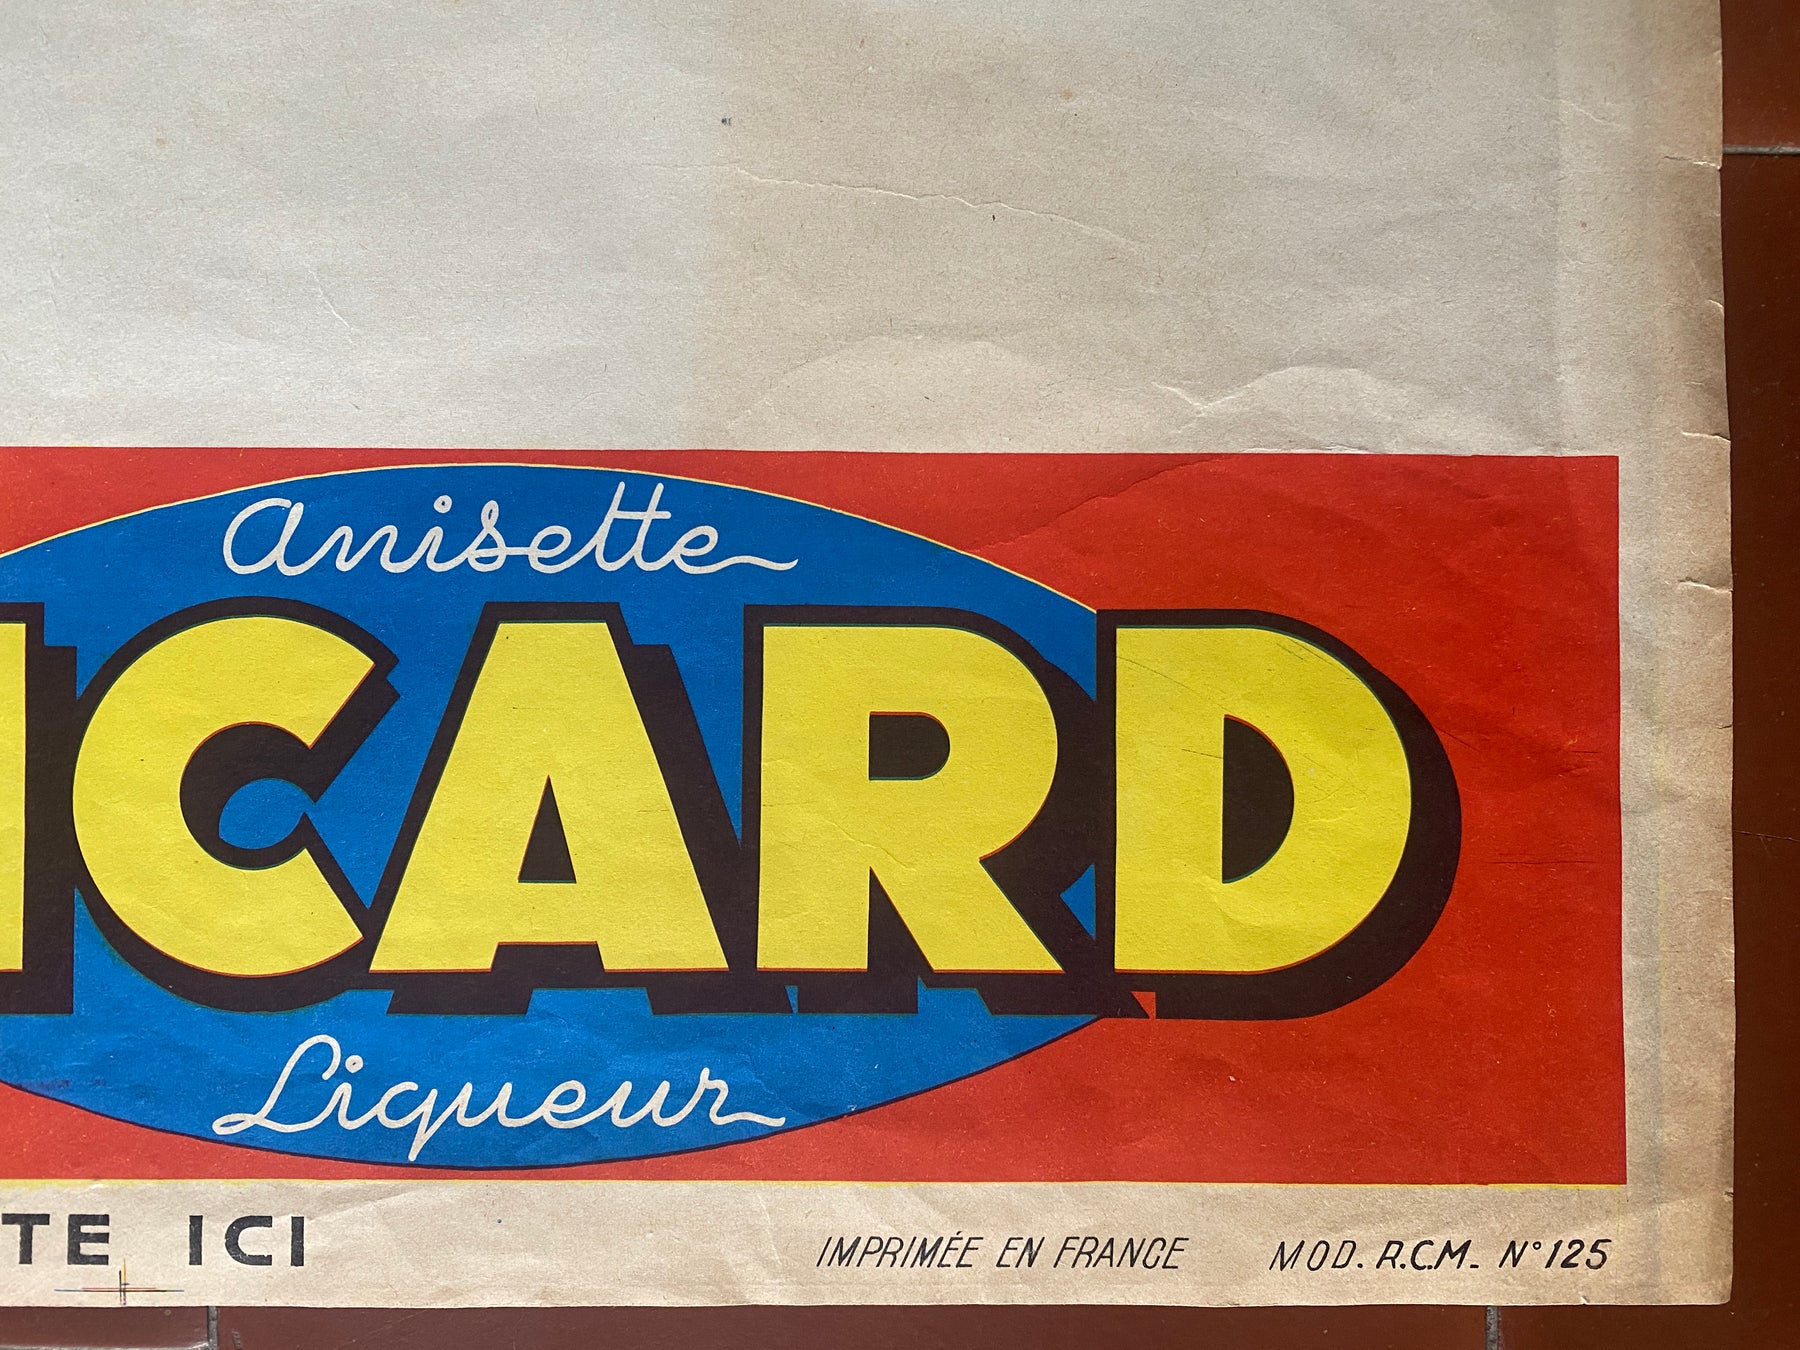 anisette
ICARD
Liqueur
TE ICI
IMPRIMÉE EN FRANCE MOD. R.C.M. N° 125